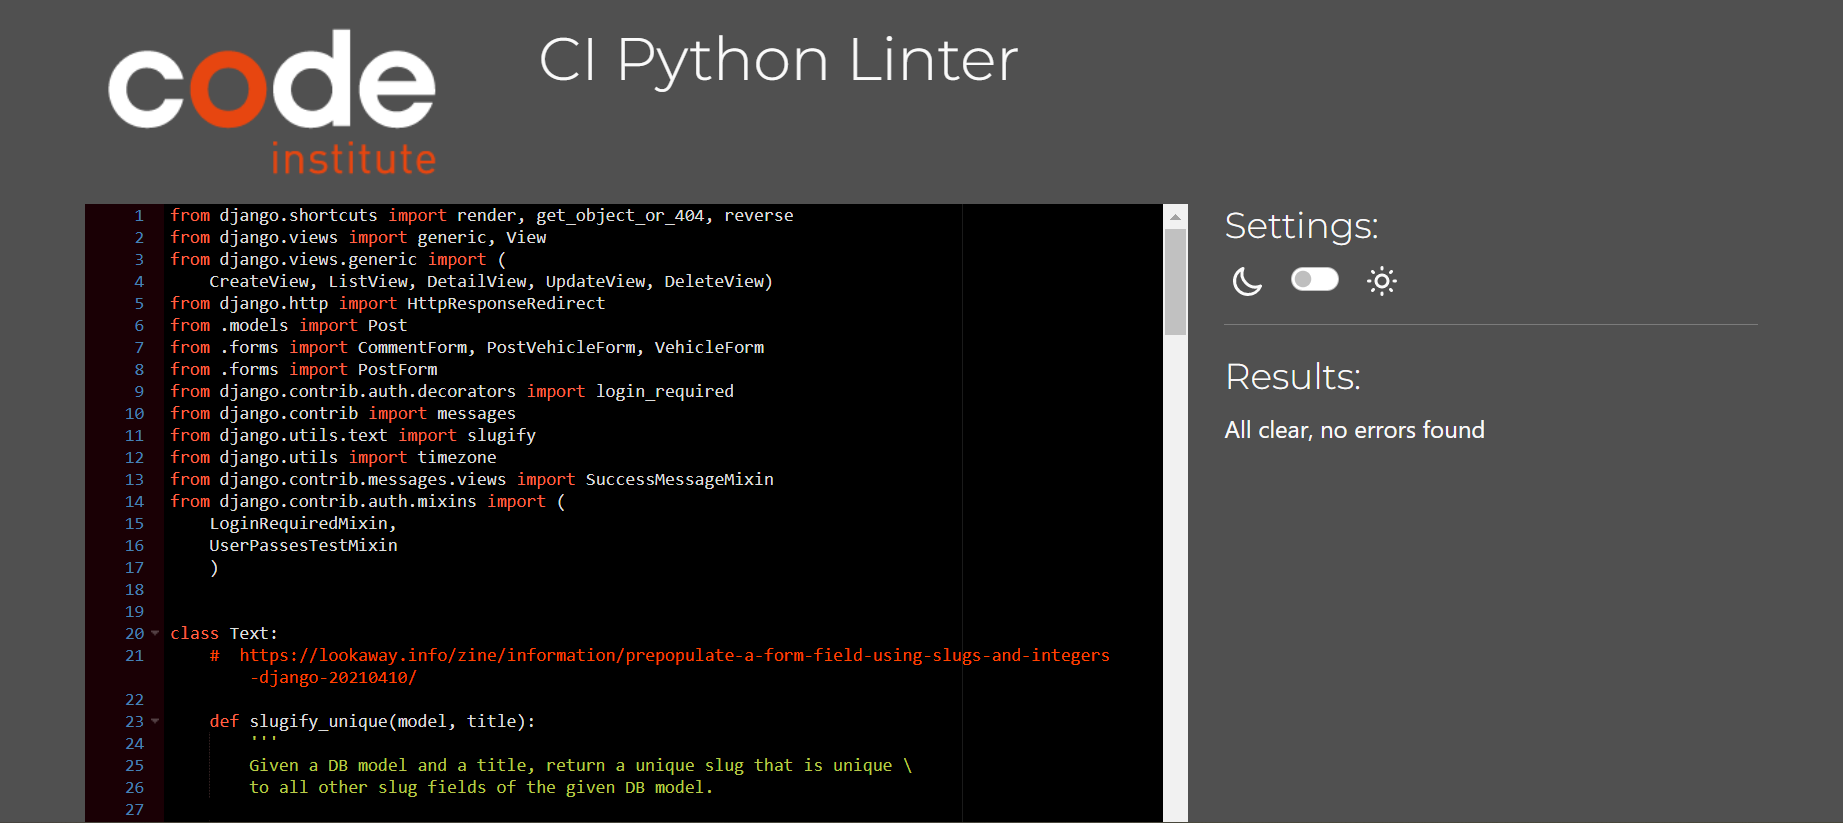 code
institute
CI Python Linter
1 from django.shortcuts import render, get_object_or_404, reverse
2 from django.views import generic, View
3 from django.views.generic import (
4 CreateView, ListView, DetailView, UpdateView, DeleteView)
5 from django.http import HttpResponseRedirect
6 from .models import Post
7 from .forms import CommentForm, PostVehicleForm, VehicleForm
8 from .forms import PostForm
9 from django.contrib.auth.decorators import login_required
10 from django.contrib import messages
11 from django.utils.text import slugify
12 from django.utils import timezone
13 from django.contrib.messages.views import SuccessMessageMixin
14 from django.contrib.auth.mixins import (
15 LoginRequiredMixin,
16 UserPassesTestMixin
17 )
18
19
20 class Text:
21 # https://lookaway.info/zine/information/prepopulate-a-form-field-using-slugs-and-integers
-django-20210410/
22
23 def slugify_unique(model, title):
24 '''
25 Given a DB model and a title, return a unique slug that is unique \
26 to all other slug fields of the given DB model.
27
Settings:
Results:
All clear, no errors found